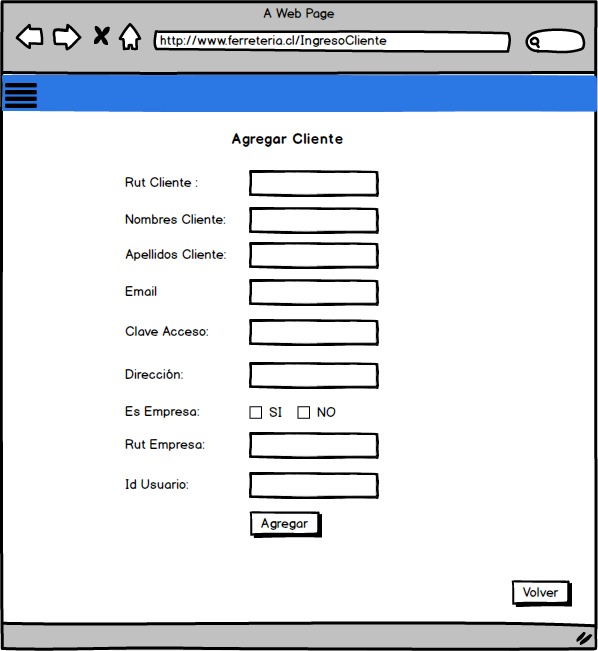 A Web Page
http://www.ferreteria.cl/IngresoCliente
Agregar Cliente
Rut Cliente :
Nombres Cliente:
Apellidos Cliente:
Email
Clave Acceso:
Dirección:
Es Empresa: SI NO
Rut Empresa:
Id Usuario:
Agregar
Volver